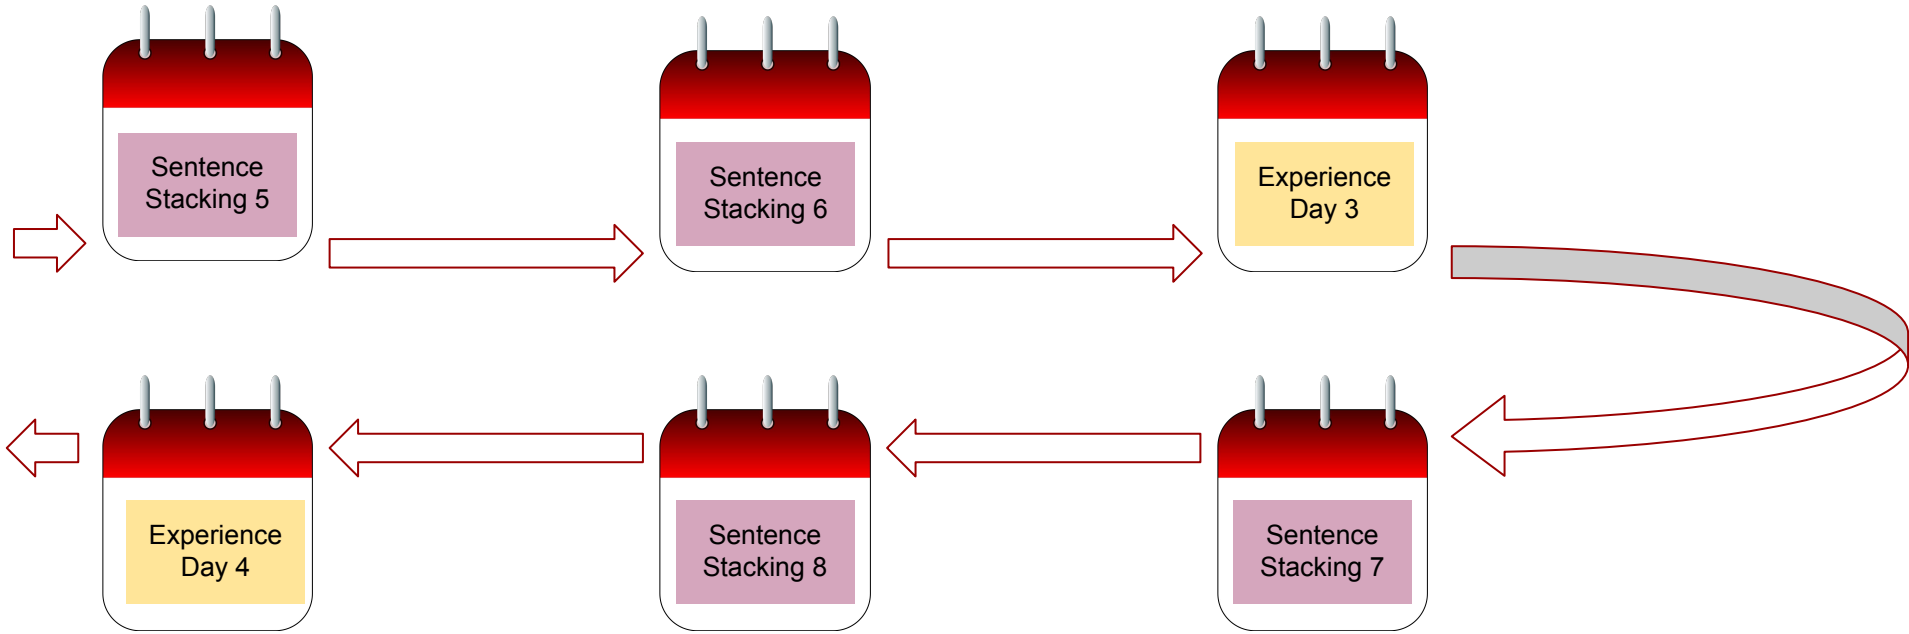 Sentence
Stacking 5
Sentence
Stacking 6
Experience
Day 3
Sentence
Stacking 7
Sentence
Stacking 8
Experience
Day 4